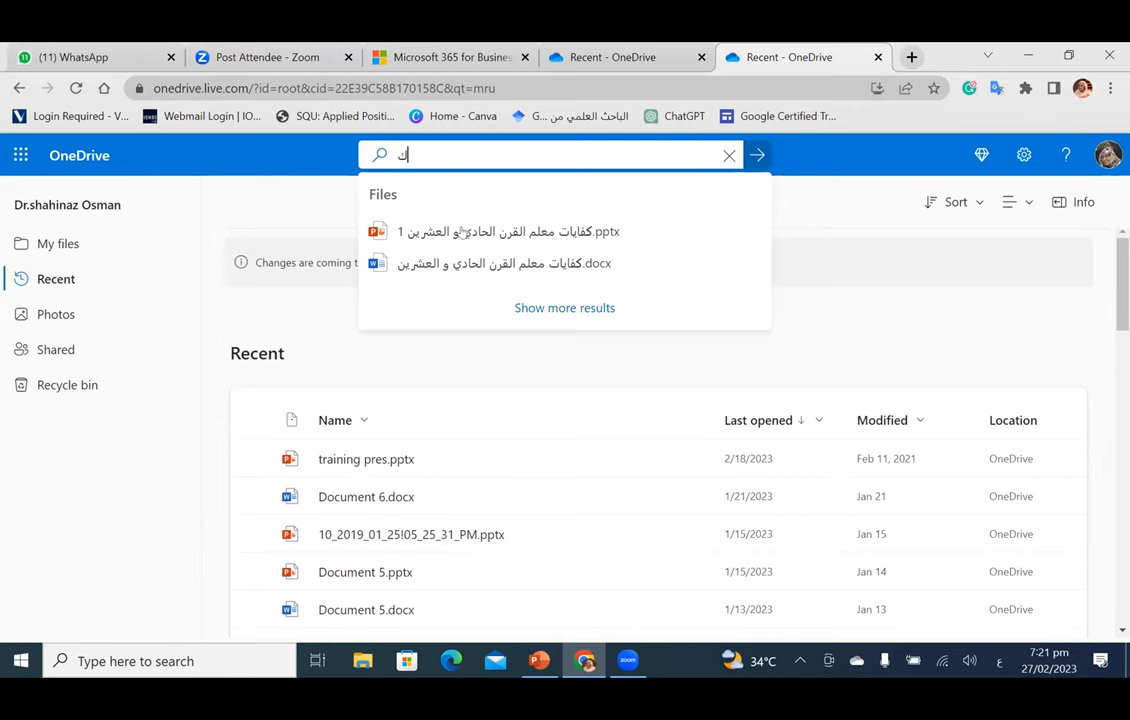 (11) WhatsApp
Post Attendee - Zoom
Microsoft 365 for Busine
Recent - OneDrive
Recent - OneDrive
onedrive.live.com/?id=root&cid=22E39C58B170158C&qt=mru
Login Required - V...
Webmail Login | IO...
SQU: Applied Positi...
Home - Canva
الباحث العلمي من G...
ChatGPT
Google Certified Tra...
OneDrive
ك
Dr.shahinaz Osman
Files
Sort
Info
My files
كفايات معلم القرن الحادي و العشرين 1.pptx
Changes are coming t
كفايات معلم القرن الحادي و العشرين.docx
Recent
Show more results
Photos
Shared
Recent
Recycle bin
Name Last opened Modified Location
training pres.pptx 2/18/2023 Feb 11, 2021 OneDrive
Document 6.docx 1/21/2023 Jan 21 OneDrive
10_2019_01_25!05_25_31_PM.pptx 1/15/2023 Jan 15 OneDrive
Document 5.pptx 1/15/2023 Jan 14 OneDrive
Document 5.docx 1/13/2023 Jan 13 OneDrive
Type here to search
zoom
34°C
ع
7:21 pm
27/02/2023